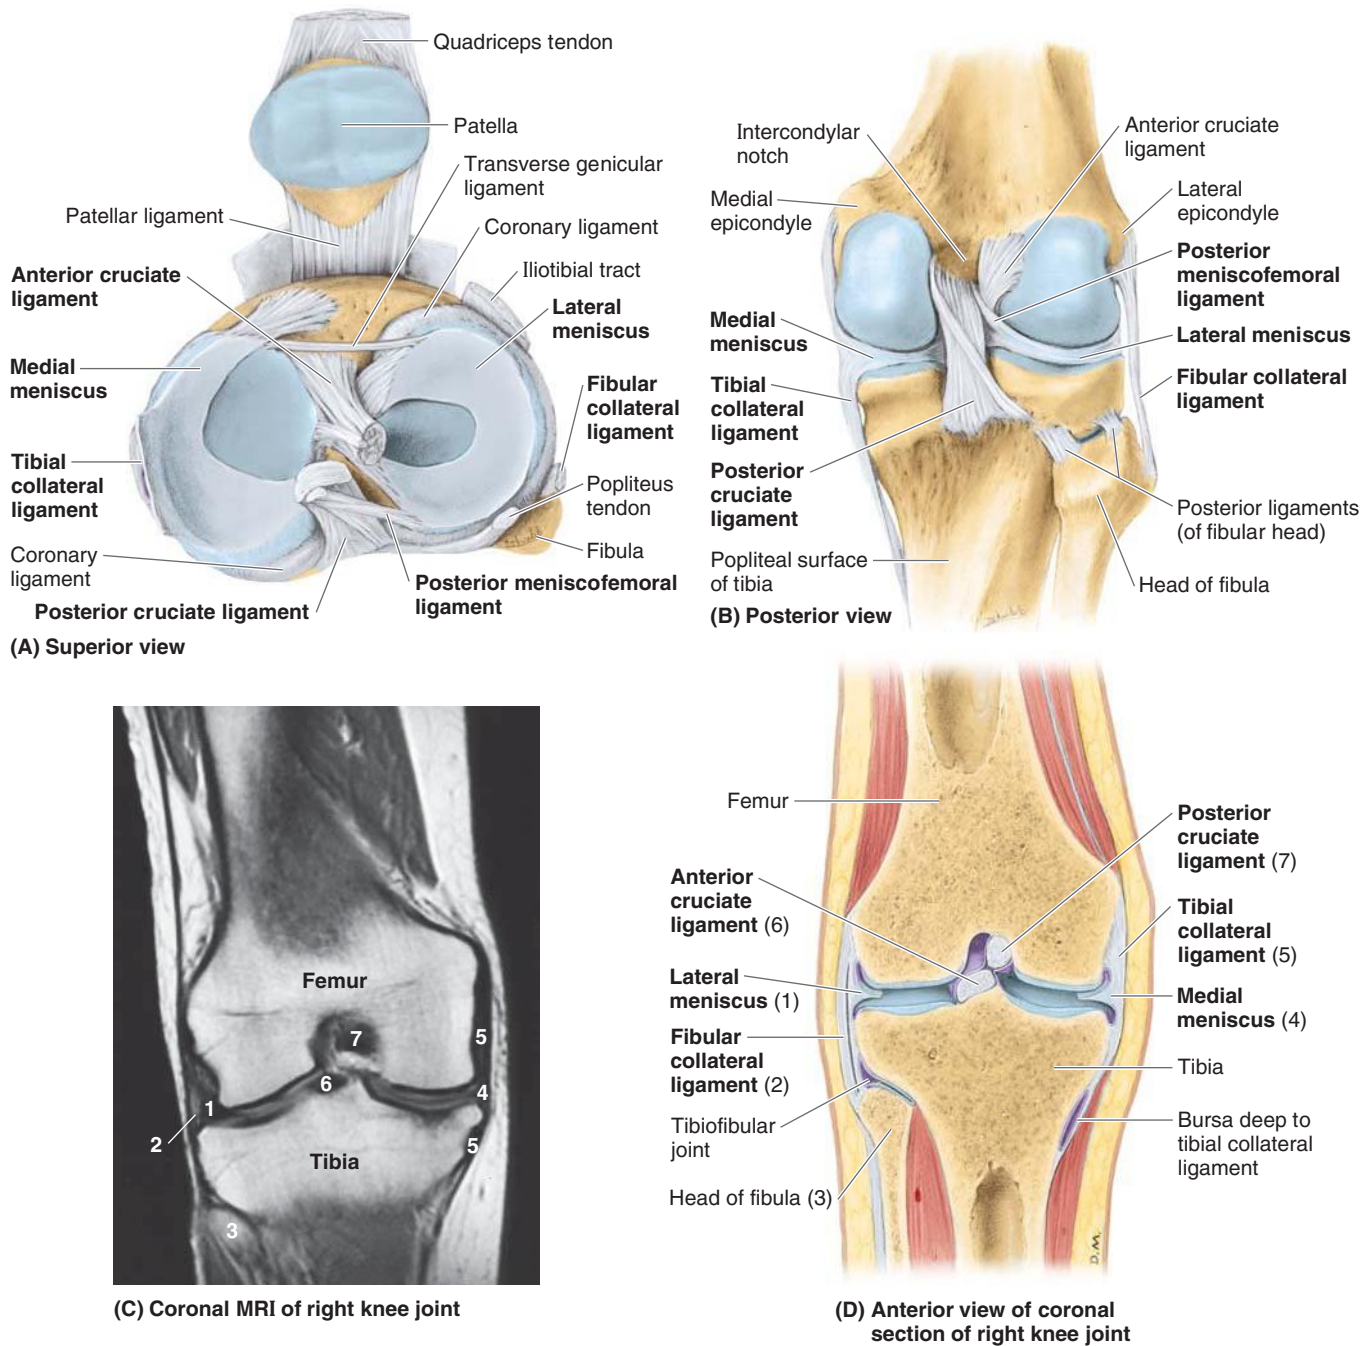 Quadriceps tendon
Patella
Transverse genicular
ligament
Patellar ligament
Coronary ligament
Anterior cruciate
ligament
Iliotibial tract
Lateral
meniscus
Medial
meniscus
Fibular
collateral
ligament
Tibial
collateral
ligament
Popliteus
tendon
Coronary
ligament
Fibula
Posterior meniscofemoral
ligament
Posterior cruciate ligament
(A) Superior view
Intercondylar
notch
Anterior cruciate
ligament
Medial
epicondyle
Lateral
epicondyle
Posterior
meniscofemoral
ligament
Medial
meniscus
Lateral meniscus
Tibial
collateral
ligament
Fibular collateral
ligament
Posterior
cruciate
ligament
Posterior ligaments
(of fibular head)
Popliteal surface
of tibia
Head of fibula
(B) Posterior view
Femur
7
5
6
4
1
2
5
Tibia
3
(C) Coronal MRI of right knee joint
Femur
Posterior
cruciate
ligament (7)
Anterior
cruciate
ligament (6)
Tibial
collateral
ligament (5)
Lateral
meniscus (1)
Medial
meniscus (4)
Fibular
collateral
ligament (2)
Tibia
Tibiofibular
joint
Bursa deep to
tibial collateral
ligament
Head of fibula (3)
D.M.
(D) Anterior view of coronal
section of right knee joint